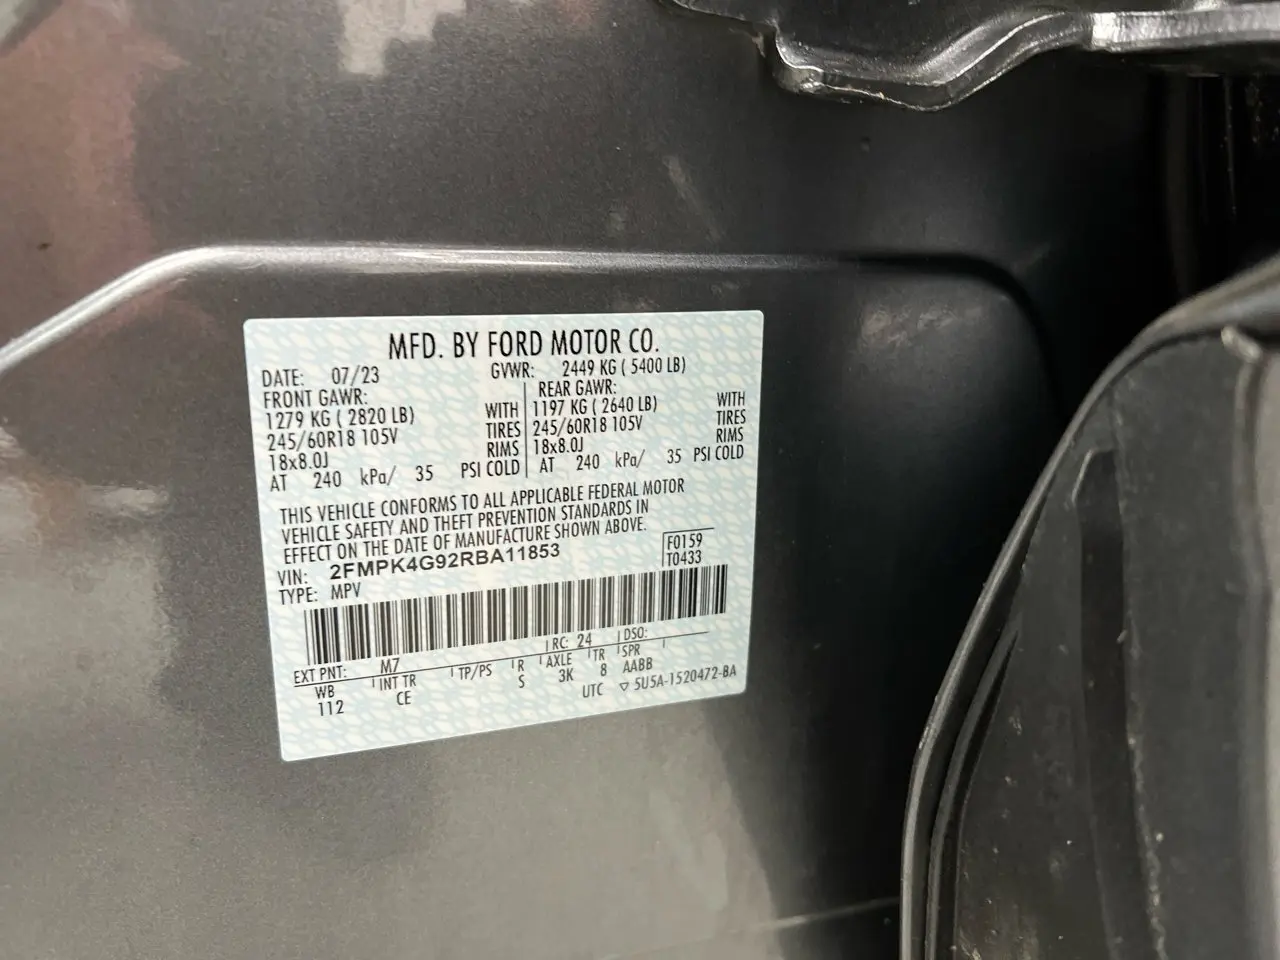 MFD. BY FORD MOTOR CO.
DATE: 07/23 GVWR: 2449 KG ( 5400 LB)
FRONT GAWR: REAR GAWR:
1279 KG ( 2820 LB) WITH 1197 KG ( 2640 LB) WITH
245/60R18 105V TIRES 245/60R18 105V TIRES
18x8.0J RIMS 18x8.0J RIMS
AT 240 kPa/ 35 PSI COLD AT 240 kPa/ 35 PSI COLD
THIS VEHICLE CONFORMS TO ALL APPLICABLE FEDERAL MOTOR
VEHICLE SAFETY AND THEFT PREVENTION STANDARDS IN
EFFECT ON THE DATE OF MANUFACTURE SHOWN ABOVE.
VIN: 2FMPK4G92RBA11853 F0159
TYPE: MPV T0433
EXT PNT: M7 RC: 24 DSO:
WB INT TR TP/PS R AXLE TR SPR
112 CE S 3K 8 AABB
UTC ▽ 5U5A-1520472-BA